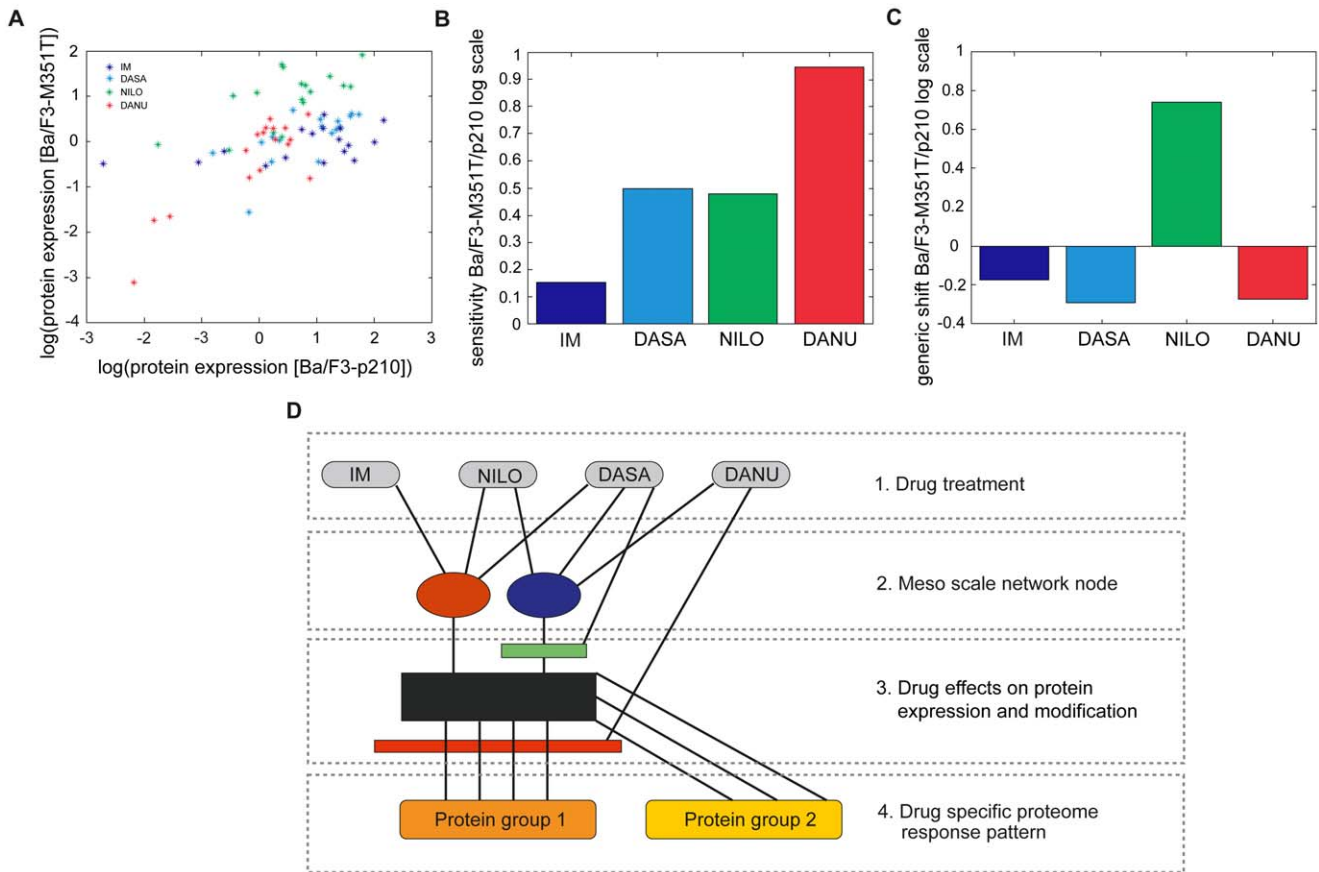 A
log(protein expression [Ba/F3-M351T])
2
1
0
-1
-2
-3
-4
IM
DASA
NILO
DANU
-3
-2
-3
0
1
2
3
log(protein expression [Ba/F3-p210])
B
sensitivity Ba/F3-M351T/p210 log scale
1
0.9
0.8
0.7
0.6
0.5
0.4
0.3
0.2
0.1
0
IM
DASA
NILO
DANU
C
generic shift Ba/F3-M351T/p210 log scale
1
0.8
0.6
0.4
0.2
0
-0.2
-0.4
IM
DASA
NILO
DANU
D
IM
NILO
DASA
DANU
1. Drug treatment
2. Meso scale network node
3. Drug effects on protein
expression and modification
Protein group 1
Protein group 2
4. Drug specific proteome
response pattern